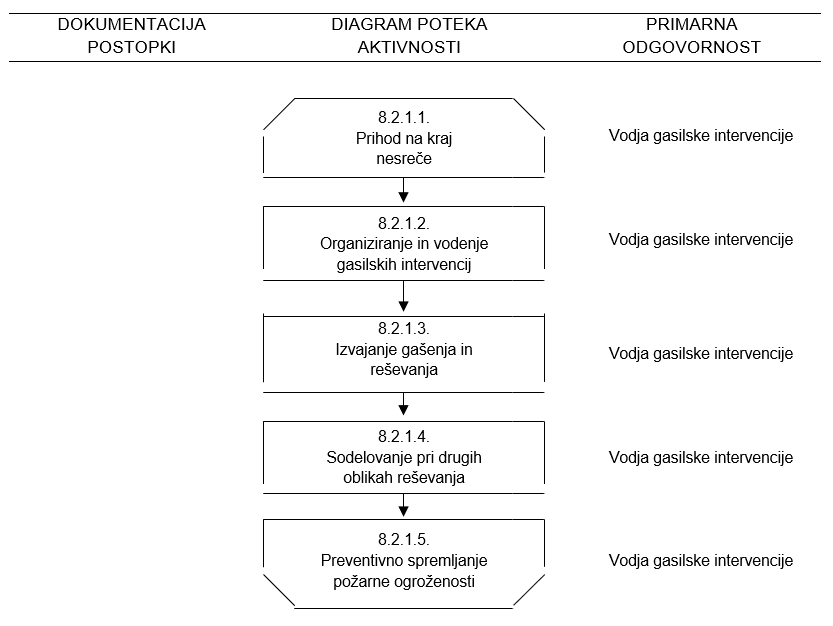 DOKUMENTACIJA
POSTOPKI
DIAGRAM POTEKA
AKTIVNOSTI
PRIMARNA
ODGOVORNOST
8.2.1.1.
Prihod na kraj
nesreče
Vodja gasilske intervencije
8.2.1.2.
Organiziranje in vodenje
gasilskih intervencij
Vodja gasilske intervencije
8.2.1.3.
Izvajanje gašenja in
reševanja
Vodja gasilske intervencije
8.2.1.4.
Sodelovanje pri drugih
oblikah reševanja
Vodja gasilske intervencije
8.2.1.5.
Preventivno spremljanje
požarne ogroženosti
Vodja gasilske intervencije